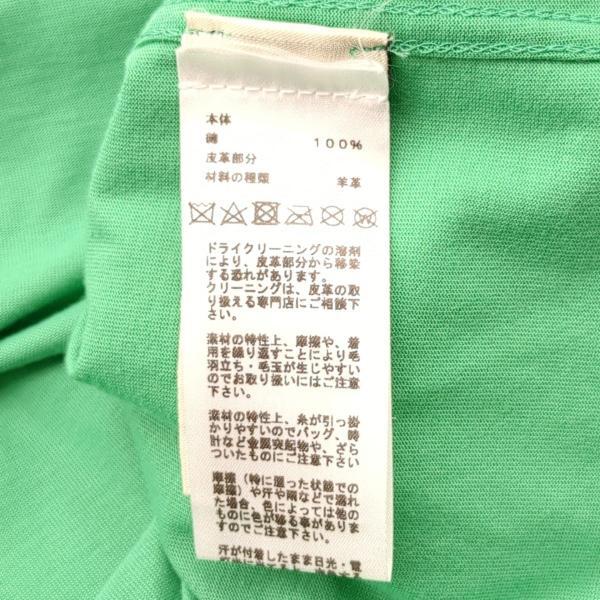 本体
綿 100%
皮革部分
材料の種類 羊革
ドライクリーニングの溶剤
により、皮革部分から移染
する恐れがあります。
クリーニングは、皮革の取
り扱える専門店にご相談下
さい。
素材の特性上、摩擦や、着
用を繰り返すことにより毛
羽立ち・毛玉が生じやすい
のでお取り扱いにはご注意
下さい。
素材の特性上、糸が引っ掛
かりやすいのでバッグ、時
計など金属突起物や、ざら
ついたものにご注意下さい
摩擦（特に湿った状態での
摩擦）や汗や雨などで濡れ
た場合、色によっては他の
ものに色が移る事がありま
すのでご注意下さい。
汗が付着したまま日光・電